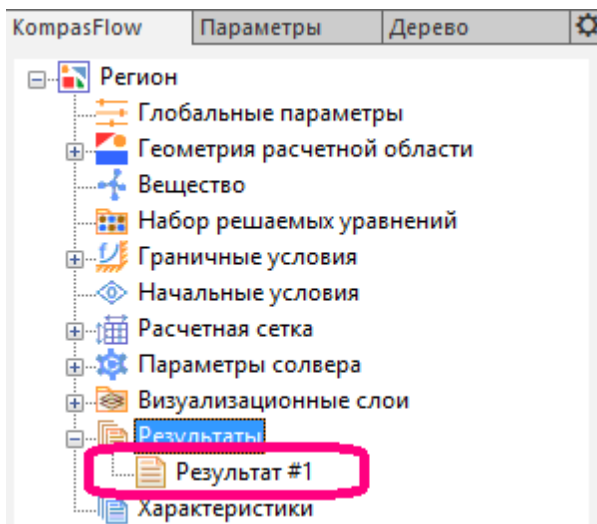 KompasFlow Параметры Дерево
Регион
Глобальные параметры
Геометрия расчетной области
Вещество
Набор решаемых уравнений
Граничные условия
Начальные условия
Расчетная сетка
Параметры солвера
Визуализационные слои
Результаты
Результат #1
Характеристики